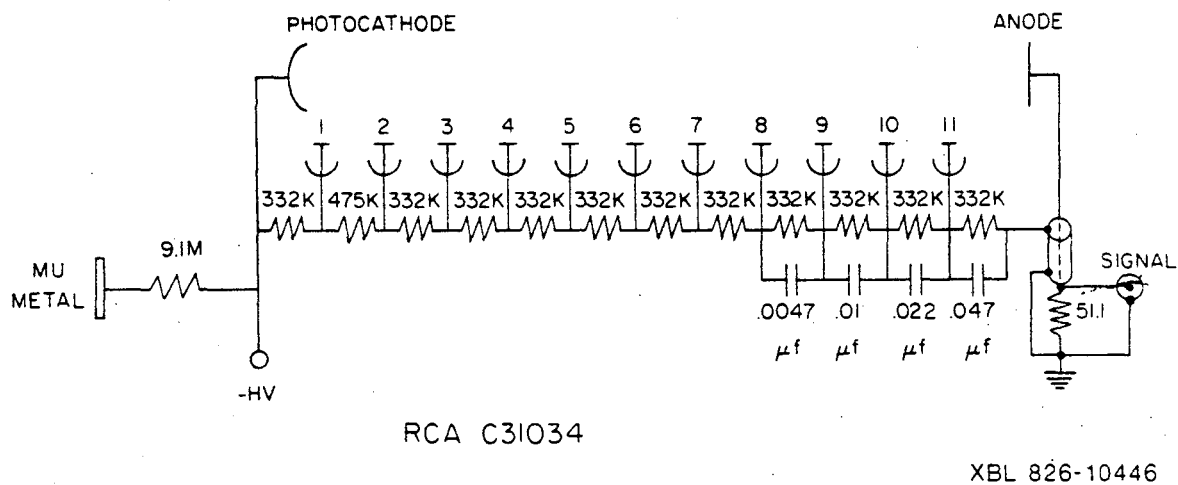 PHOTOCATHODE
ANODE
1 2 3 4 5 6 7 8 9 10 11
332K 475K 332K 332K 332K 332K 332K 332K 332K 332K 332K 332K
9.1M
MU
METAL
SIGNAL
.0047 .01 .022 .047
51.1
μf μf μf μf
-HV
RCA C31034
XBL 826-10446